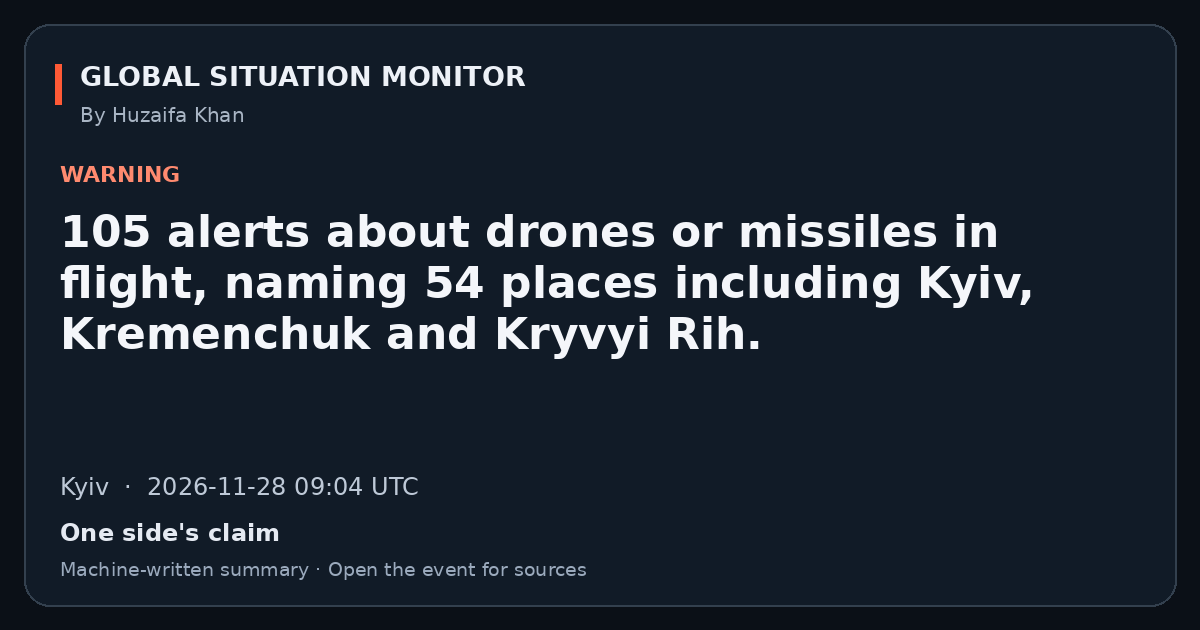 GLOBAL SITUATION MONITOR
By Huzaifa Khan
WARNING
105 alerts about drones or missiles in
flight, naming 54 places including Kyiv,
Kremenchuk and Kryvyi Rih.
Kyiv · 2026-11-28 09:04 UTC
One side's claim
Machine-written summary · Open the event for sources